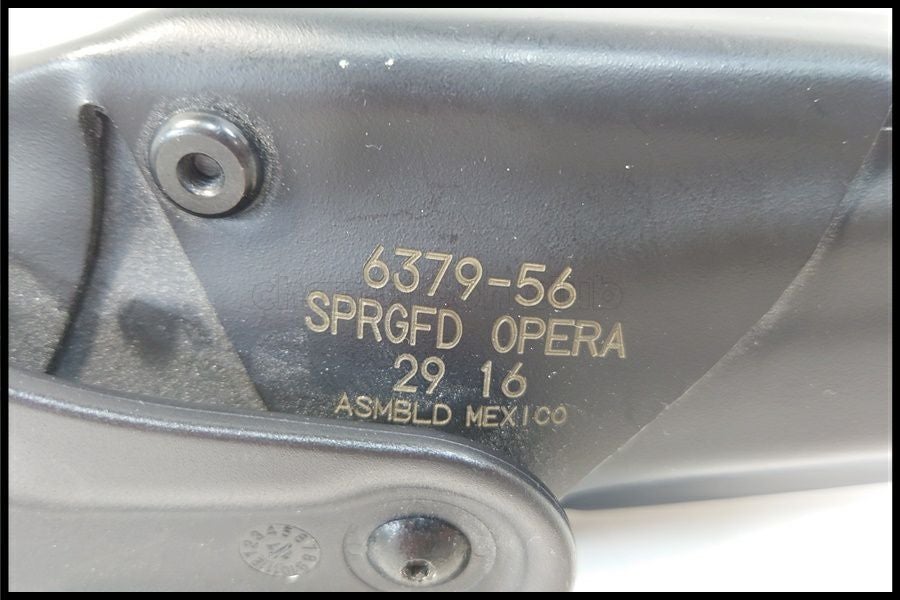 6379-56
SPRGFD OPERA
29 16
ASMBLD MEXICO